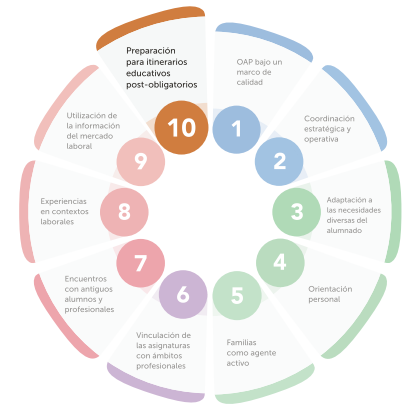 1
OAP bajo un
marco de
calidad
2
Coordinación
estratégica y
operativa
3
Adaptación a
las necesidades
diversas del
alumnado
4
Orientación
personal
5
Familias
como agente
activo
6
Vinculación de
las asignaturas
con ámbitos
profesionales
7
Encuentros
con antiguos
alumnos y
profesionales
8
Experiencias
en contextos
laborales
9
Utilización de
la información
del mercado
laboral
10
Preparación
para itinerarios
educativos
post-obligatorios